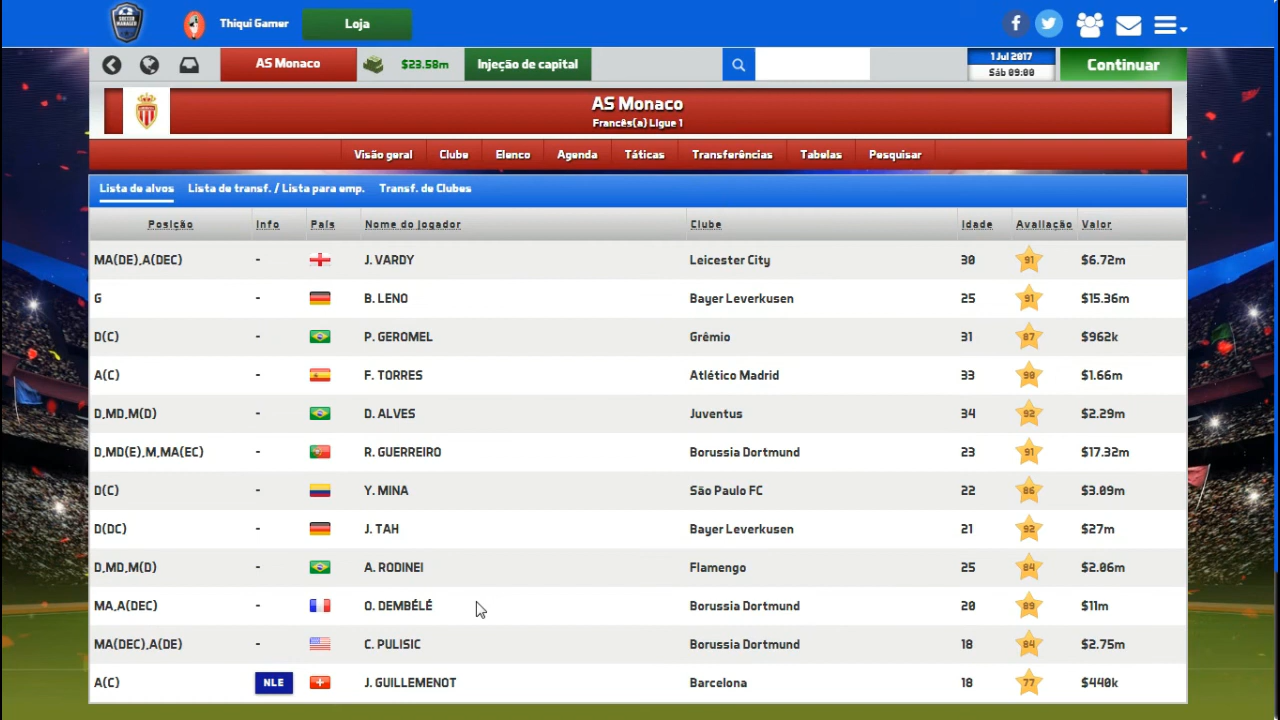 Thiqui Gamer
Loja
AS Monaco
$23.58m
Injeção de capital
1 Jul 2017
Sáb 09:00
Continuar
AS Monaco
Francês(a) Ligue 1
Visão geral
Clube
Elenco
Agenda
Táticas
Transferências
Tabelas
Pesquisar
Lista de alvos
Lista de transf. / Lista para emp.
Transf. de Clubes
Posição Info País Nome do jogador Clube Idade Avaliação Valor
MA(DE),A(DEC) - J. VARDY Leicester City 30 91 $6.72m
G - B. LENO Bayer Leverkusen 25 91 $15.36m
D(C) - P. GEROMEL Grêmio 31 87 $962k
A(C) - F. TORRES Atlético Madrid 33 90 $1.66m
D,MD,M(D) - D. ALVES Juventus 34 92 $2.29m
D,MD(E),M,MA(EC) - R. GUERREIRO Borussia Dortmund 23 91 $17.32m
D(C) - Y. MINA São Paulo FC 22 86 $3.09m
D(DC) - J. TAH Bayer Leverkusen 21 92 $27m
D,MD,M(D) - A. RODINEI Flamengo 25 84 $2.06m
MA,A(DEC) - O. DEMBÉLÉ Borussia Dortmund 20 89 $11m
MA(DEC),A(DE) - C. PULISIC Borussia Dortmund 18 84 $2.75m
A(C) NLE J. GUILLEMENOT Barcelona 18 77 $440k